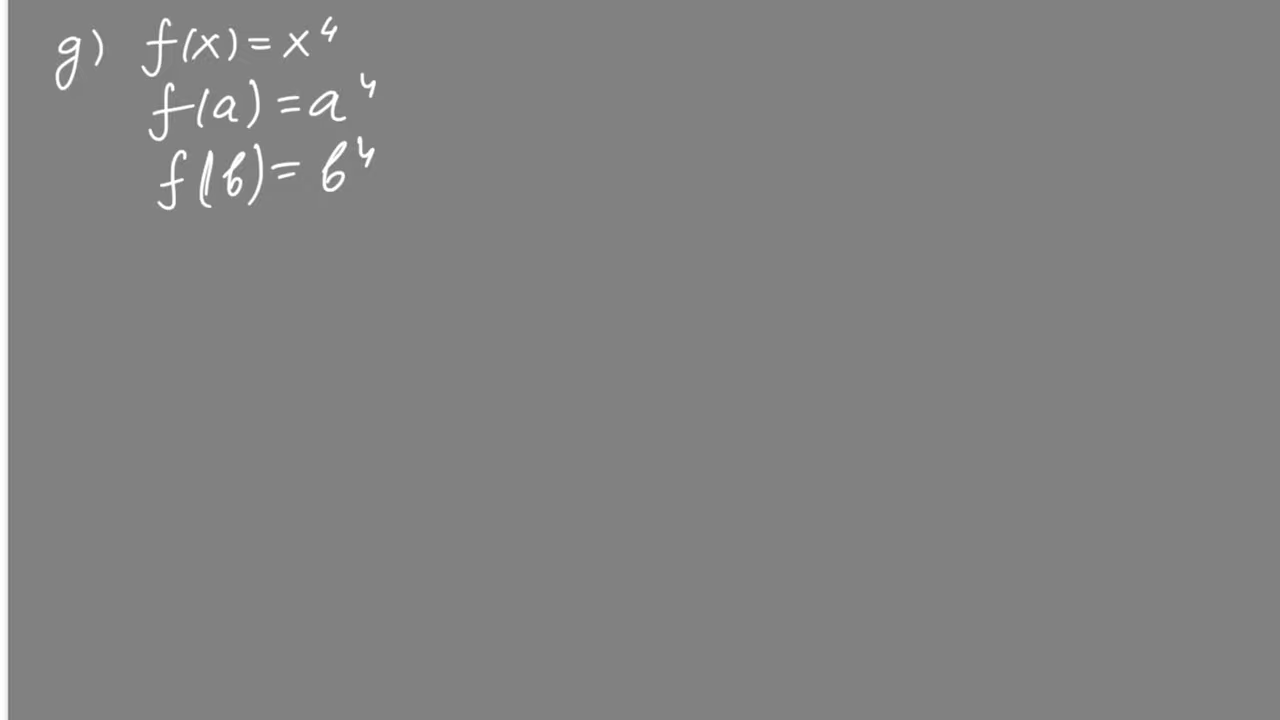 g) f(x) = x⁴
f(a) = a⁴
f(b) = b⁴